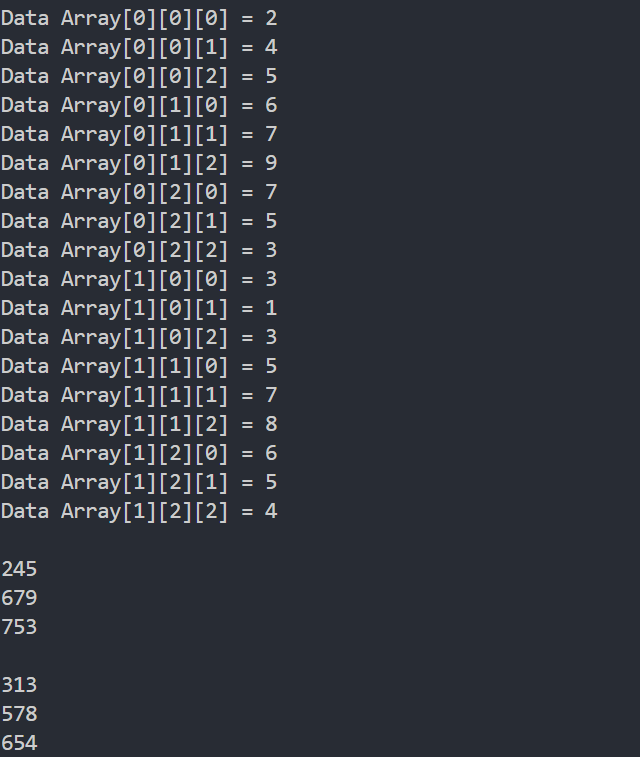 Data Array[0][0][0] = 2
Data Array[0][0][1] = 4
Data Array[0][0][2] = 5
Data Array[0][1][0] = 6
Data Array[0][1][1] = 7
Data Array[0][1][2] = 9
Data Array[0][2][0] = 7
Data Array[0][2][1] = 5
Data Array[0][2][2] = 3
Data Array[1][0][0] = 3
Data Array[1][0][1] = 1
Data Array[1][0][2] = 3
Data Array[1][1][0] = 5
Data Array[1][1][1] = 7
Data Array[1][1][2] = 8
Data Array[1][2][0] = 6
Data Array[1][2][1] = 5
Data Array[1][2][2] = 4
245
679
753
313
578
654